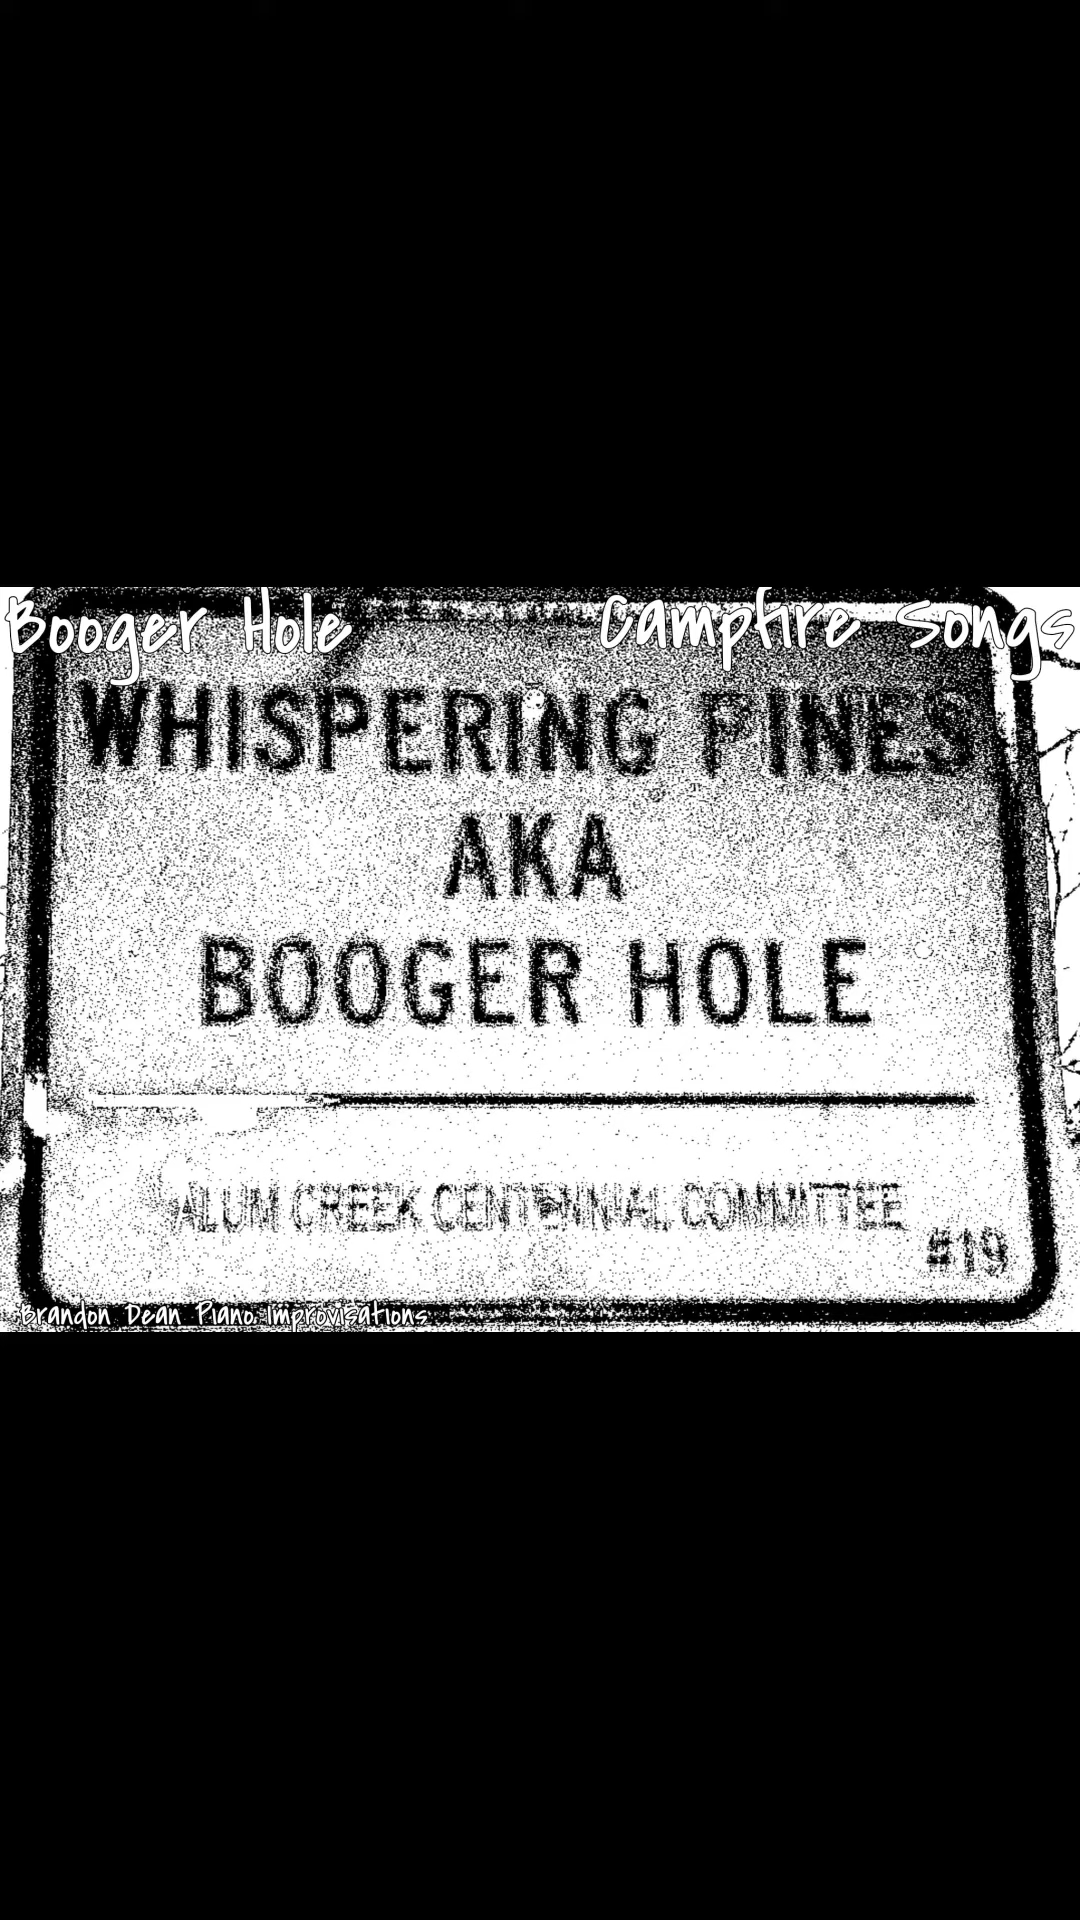 Booger Hole Campfire Songs
WHISPERING PINES
AKA
BOOGER HOLE
ALUM CREEK CENTENNIAL COMMITTEE
#19
Brandon Dean Piano Improvisations